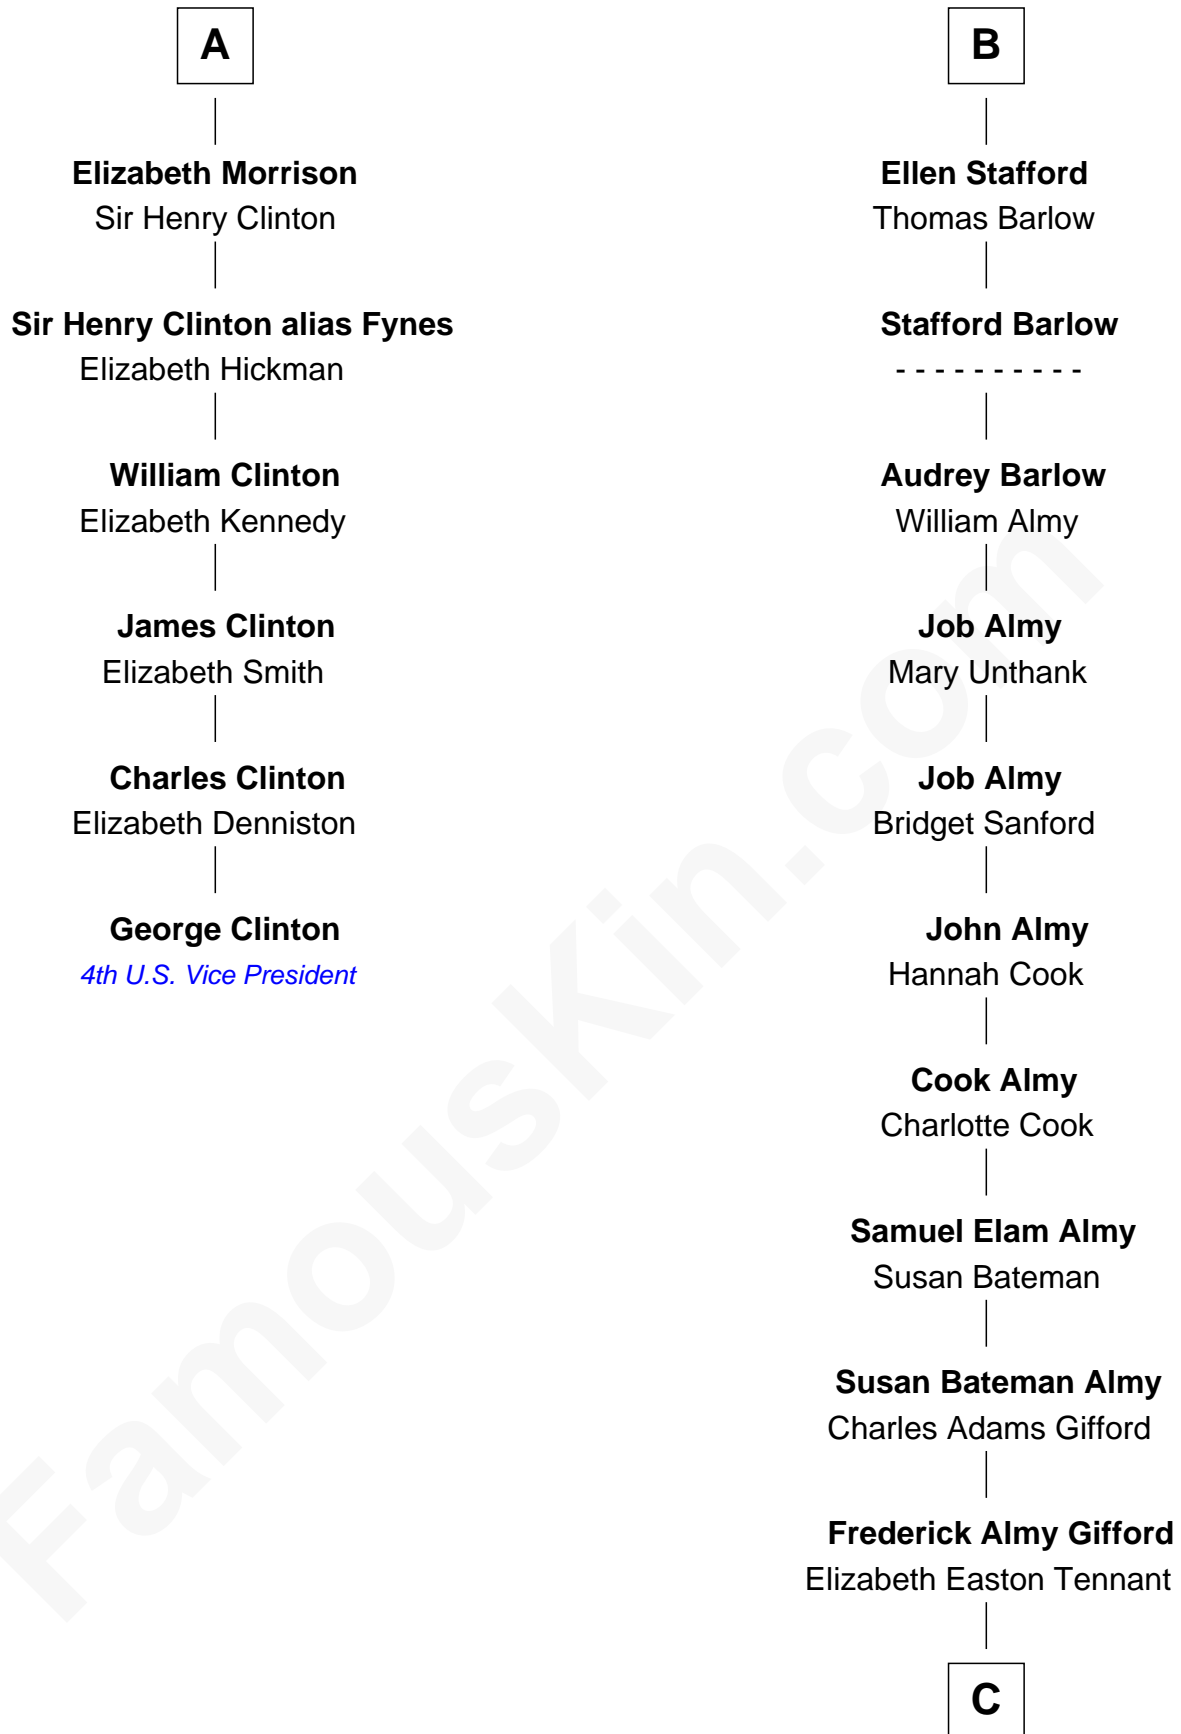 A
Elizabeth Morrison
Sir Henry Clinton
Sir Henry Clinton alias Fynes
Elizabeth Hickman
William Clinton
Elizabeth Kennedy
James Clinton
Elizabeth Smith
Charles Clinton
Elizabeth Denniston
George Clinton
4th U.S. Vice President
B
Ellen Stafford
Thomas Barlow
Stafford Barlow
- - - - - - - - - -
Audrey Barlow
William Almy
Job Almy
Mary Unthank
Job Almy
Bridget Sanford
John Almy
Hannah Cook
Cook Almy
Charlotte Cook
Samuel Elam Almy
Susan Bateman
Susan Bateman Almy
Charles Adams Gifford
Frederick Almy Gifford
Elizabeth Easton Tennant
C
FamousKin.com